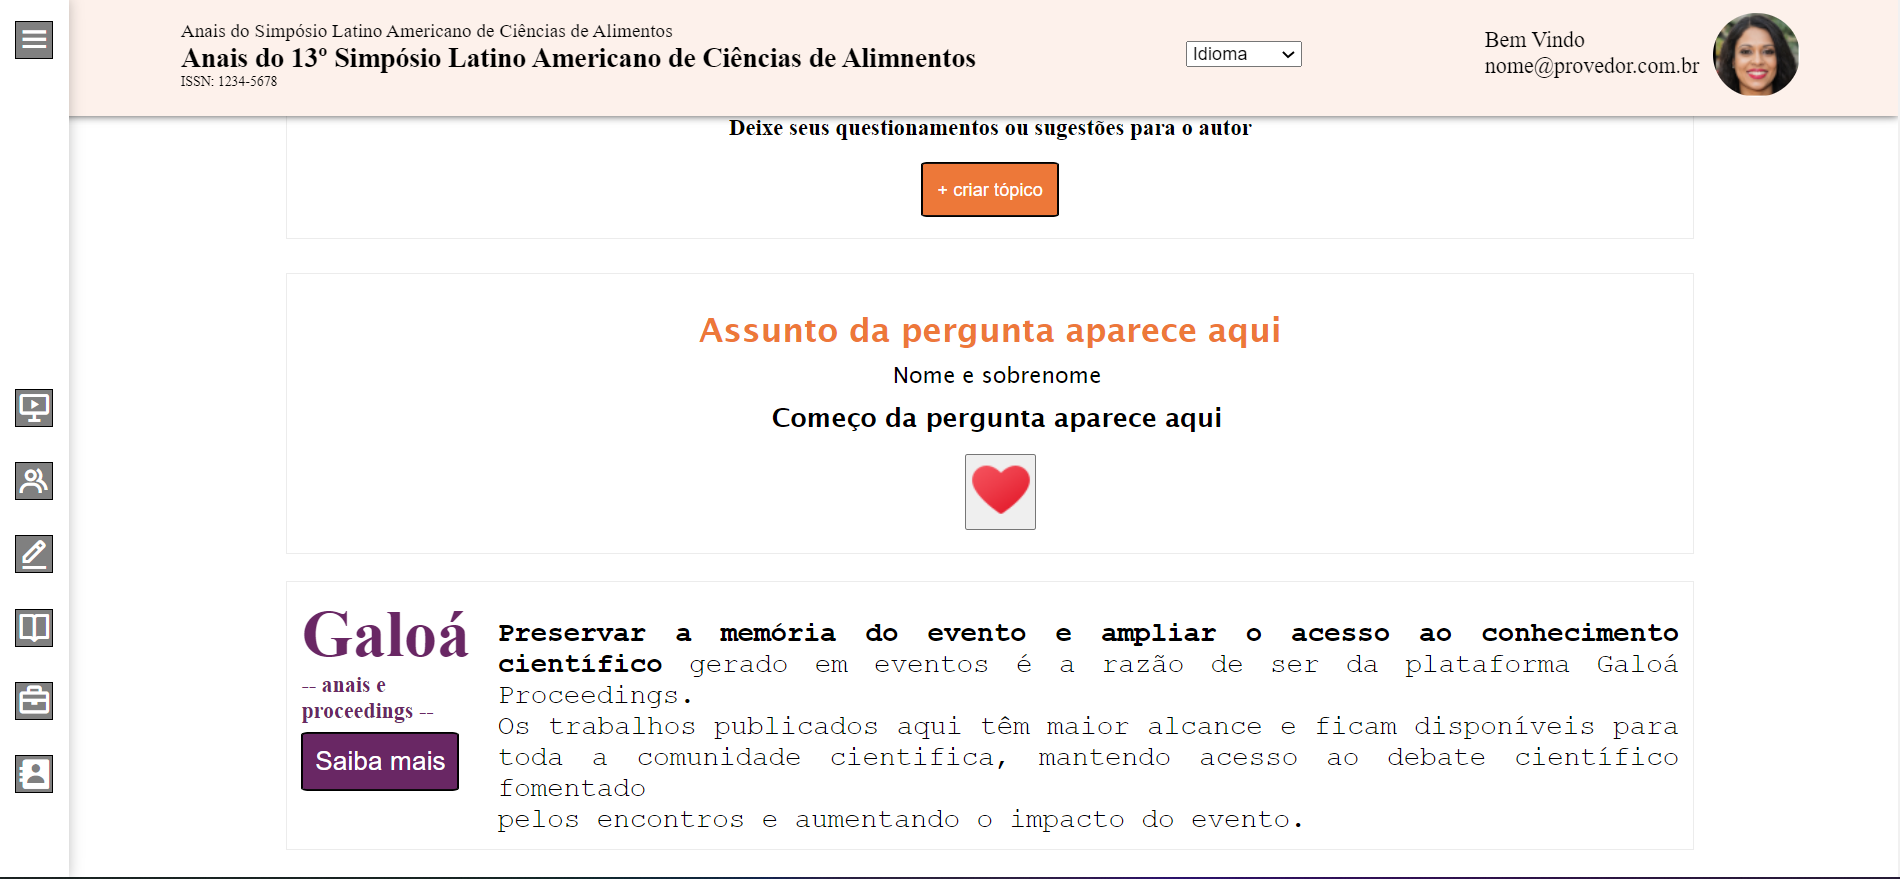 Anais do Simpósio Latino Americano de Ciências de Alimentos
Anais do 13º Simpósio Latino Americano de Ciências de Alimnentos
ISSN: 1234-5678
Idioma
Bem Vindo
nome@provedor.com.br
Deixe seus questionamentos ou sugestões para o autor
+ criar tópico
Assunto da pergunta aparece aqui
Nome e sobrenome
Começo da pergunta aparece aqui
Galoá
-- anais e
proceedings --
Saiba mais
Preservar a memória do evento e ampliar o acesso ao conhecimento
científico gerado em eventos é a razão de ser da plataforma Galoá
Proceedings.
Os trabalhos publicados aqui têm maior alcance e ficam disponíveis para
toda a comunidade cientifica, mantendo acesso ao debate científico
fomentado
pelos encontros e aumentando o impacto do evento.